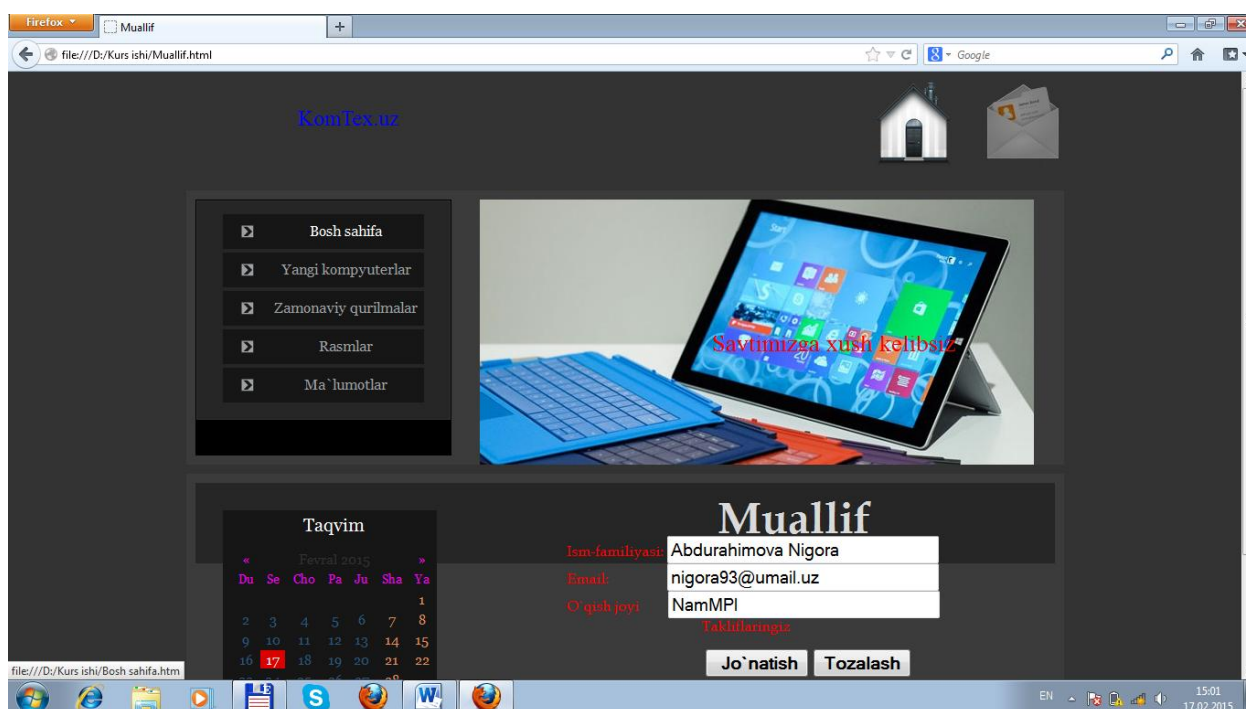 Firefox
Muallif
file:///D:/Kurs ishi/Muallif.html
Google
KomTex.uz
Bosh sahifa
Yangi kompyuterlar
Zamonaviy qurilmalar
Rasmlar
Ma`lumotlar
Start
Savtimizga xush kelibsiz
Muallif
Taqvim
« Fevral 2015 »
Du Se Cho Pa Ju Sha Ya
1
2 3 4 5 6 7 8
9 10 11 12 13 14 15
16 17 18 19 20 21 22
Ism-familiyasi: Abdurahimova Nigora
Email: nigora93@umail.uz
O`qish joyi NamMPI
Takliflaringiz
Jo`natish Tozalash
file:///D:/Kurs ishi/Bosh sahifa.htm
EN
15:01
17.02.2015